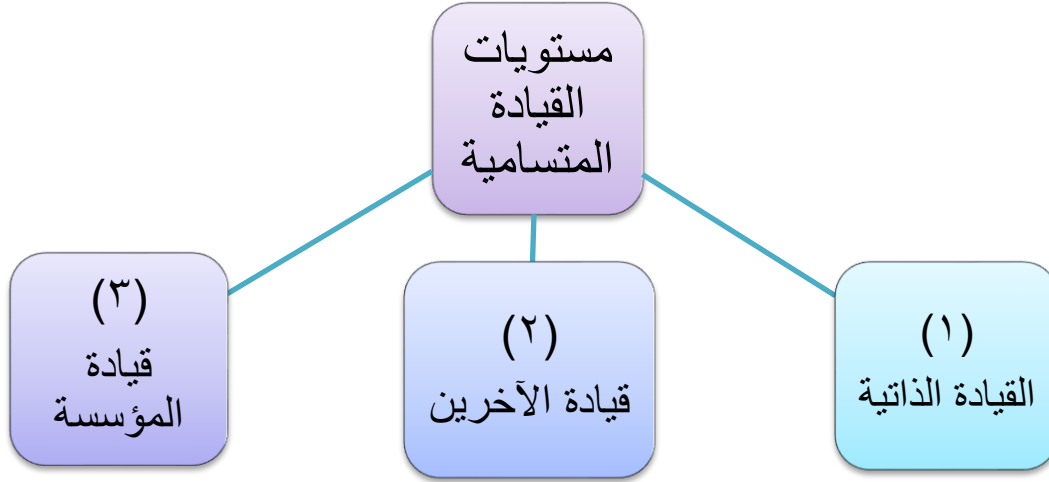 مستويات
القيادة
المتسامية
(١)
القيادة الذاتية
(٢)
قيادة الآخرين
(٣)
قيادة
المؤسسة